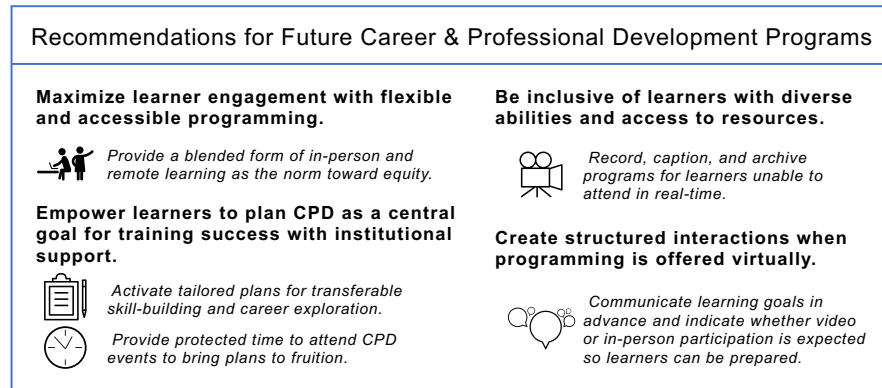 Recommendations for Future Career & Professional Development Programs
Maximize learner engagement with flexible
and accessible programming.
Provide a blended form of in-person and
remote learning as the norm toward equity.
Empower learners to plan CPD as a central
goal for training success with institutional
support.
Activate tailored plans for transferable
skill-building and career exploration.
Provide protected time to attend CPD
events to bring plans to fruition.
Be inclusive of learners with diverse
abilities and access to resources.
Record, caption, and archive
programs for learners unable to
attend in real-time.
Create structured interactions when
programming is offered virtually.
Communicate learning goals in
advance and indicate whether video
or in-person participation is expected
so learners can be prepared.